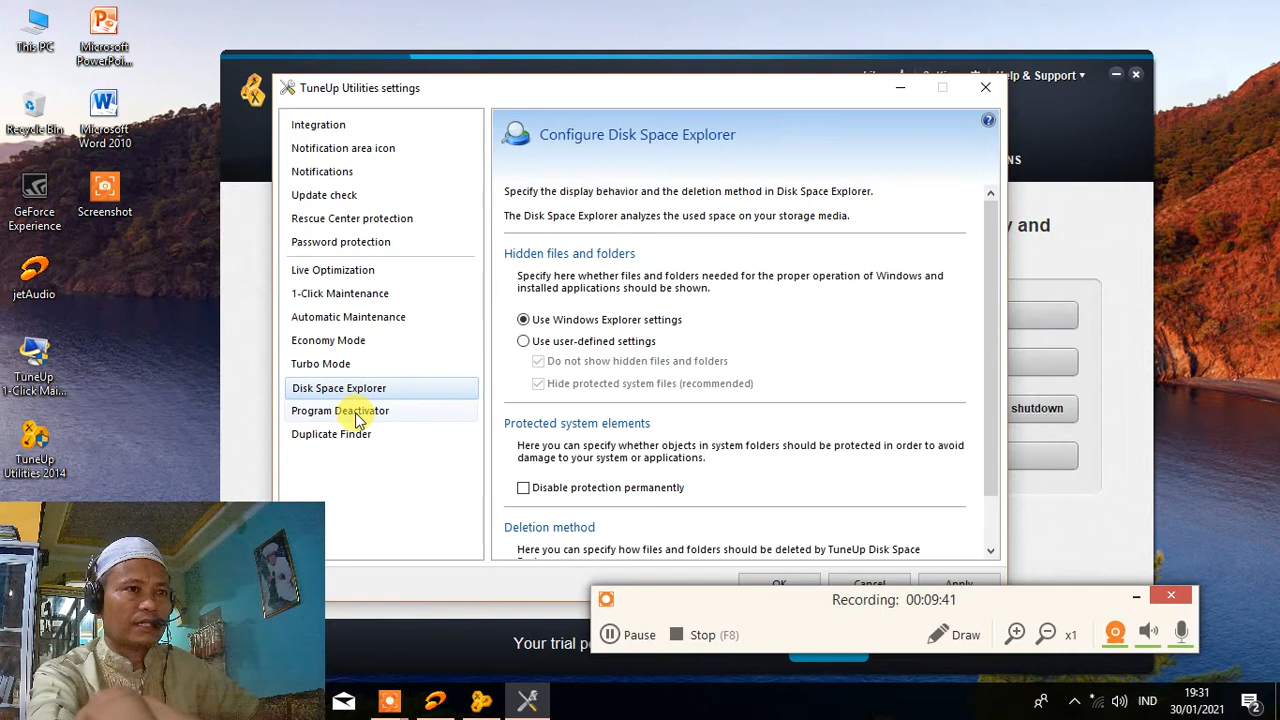 This PC
Microsoft
PowerPoi...
Recycle Bin
Microsoft
Word 2010
GeForce
Experience
Screenshot
jetAudio
TuneUp
1-Click Mai...
TuneUp
Utilities 2014
Help & Support
NS
y and
shutdown
Your trial pe
TuneUp Utilities settings
Integration
Notification area icon
Notifications
Update check
Rescue Center protection
Password protection
Live Optimization
1-Click Maintenance
Automatic Maintenance
Economy Mode
Turbo Mode
Disk Space Explorer
Program Deactivator
Duplicate Finder
Configure Disk Space Explorer
Specify the display behavior and the deletion method in Disk Space Explorer.
The Disk Space Explorer analyzes the used space on your storage media.
Hidden files and folders
Specify here whether files and folders needed for the proper operation of Windows and
installed applications should be shown.
Use Windows Explorer settings
Use user-defined settings
Do not show hidden files and folders
Hide protected system files (recommended)
Protected system elements
Here you can specify whether objects in system folders should be protected in order to avoid
damage to your system or applications.
Disable protection permanently
Deletion method
Here you can specify how files and folders should be deleted by TuneUp Disk Space
OK Cancel Apply
Recording: 00:09:41
Pause Stop (F8) Draw x1
IND
19:31
30/01/2021
2